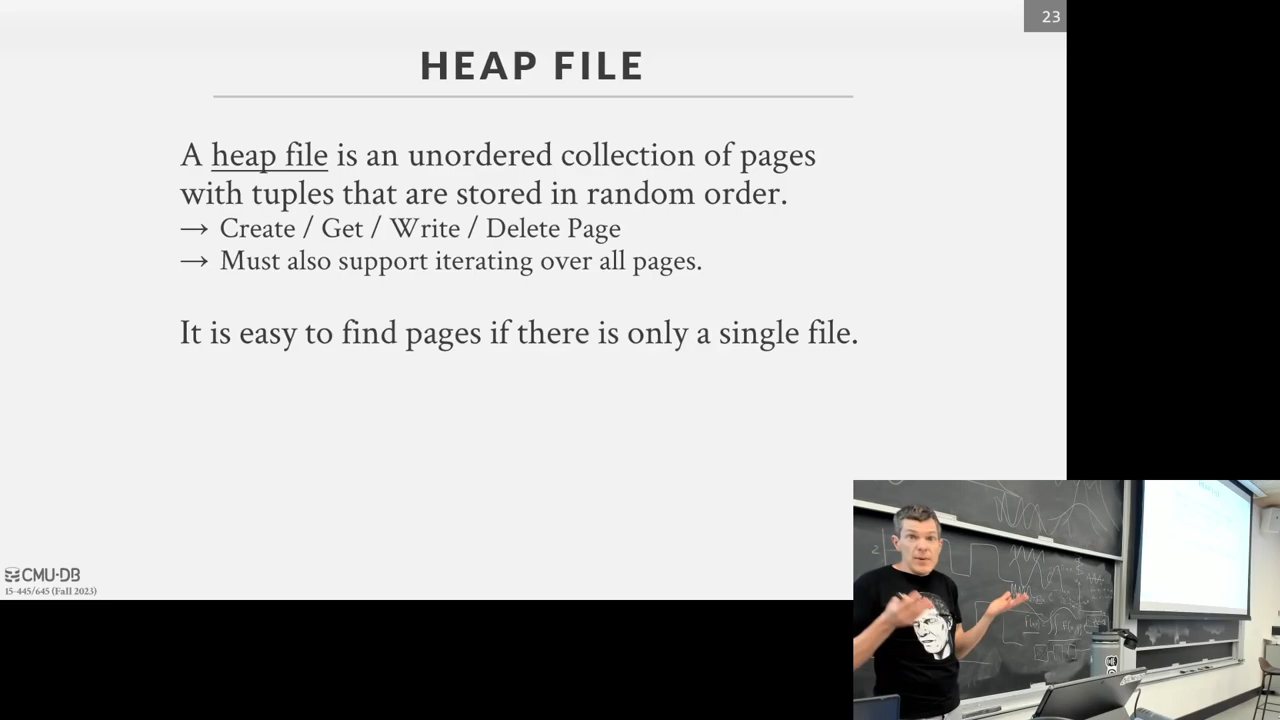 23
HEAP FILE
A heap file is an unordered collection of pages
with tuples that are stored in random order.
→ Create / Get / Write / Delete Page
→ Must also support iterating over all pages.
It is easy to find pages if there is only a single file.
CMU·DB
15-445/645 (Fall 2023)
2